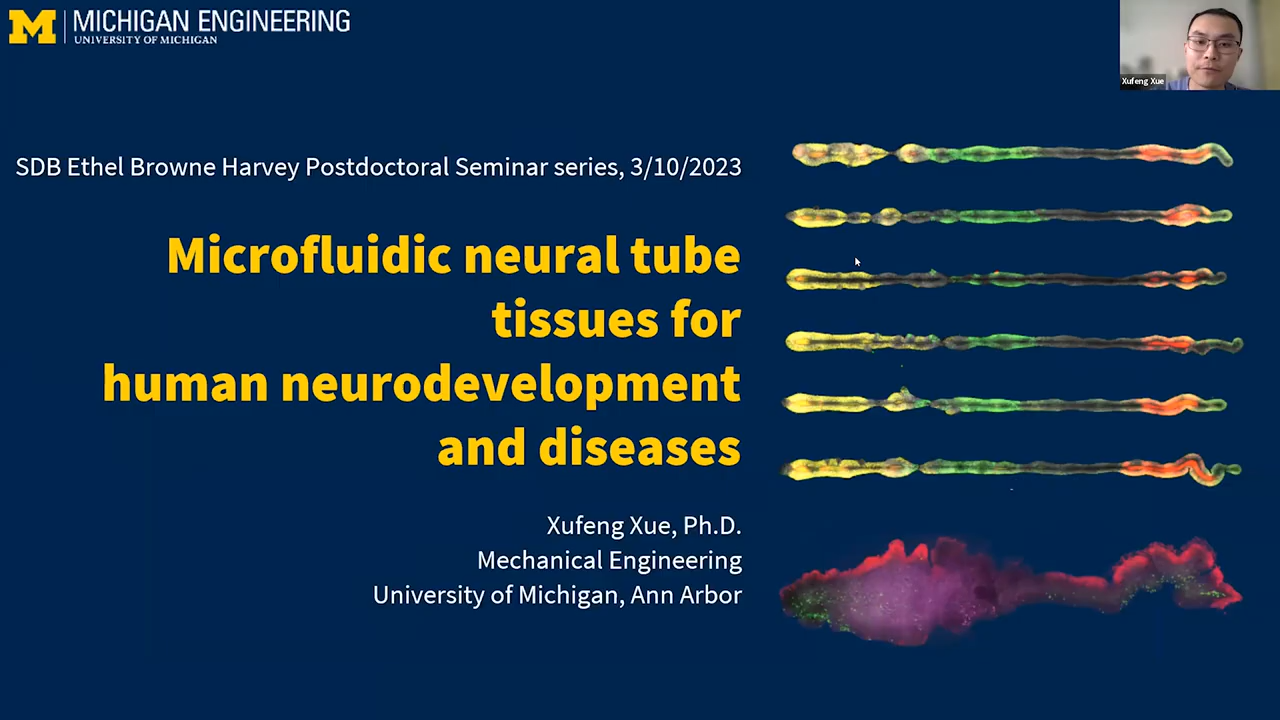 M
MICHIGAN ENGINEERING
UNIVERSITY OF MICHIGAN
Xufeng Xue
SDB Ethel Browne Harvey Postdoctoral Seminar series, 3/10/2023
Microfluidic neural tube
tissues for
human neurodevelopment
and diseases
Xufeng Xue, Ph.D.
Mechanical Engineering
University of Michigan, Ann Arbor